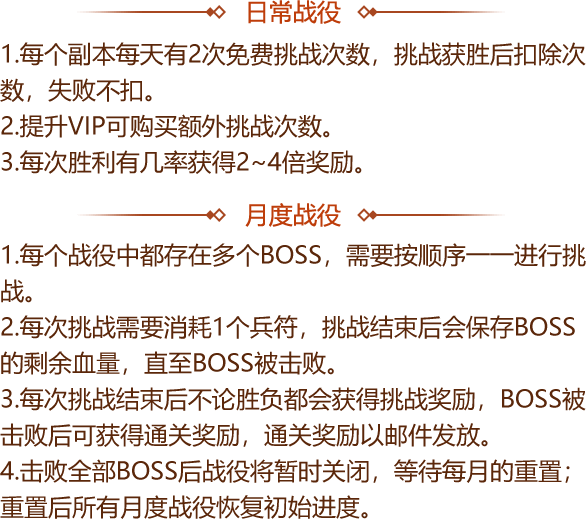 日常战役
1.每个副本每天有2次免费挑战次数，挑战获胜后扣除次
数，失败不扣。
2.提升VIP可购买额外挑战次数。
3.每次胜利有几率获得2~4倍奖励。
月度战役
1.每个战役中都存在多个BOSS，需要按顺序一一进行挑
战。
2.每次挑战需要消耗1个兵符，挑战结束后会保存BOSS
的剩余血量，直至BOSS被击败。
3.每次挑战结束后不论胜负都会获得挑战奖励，BOSS被
击败后可获得通关奖励，通关奖励以邮件发放。
4.击败全部BOSS后战役将暂时关闭，等待每月的重置；
重置后所有月度战役恢复初始进度。